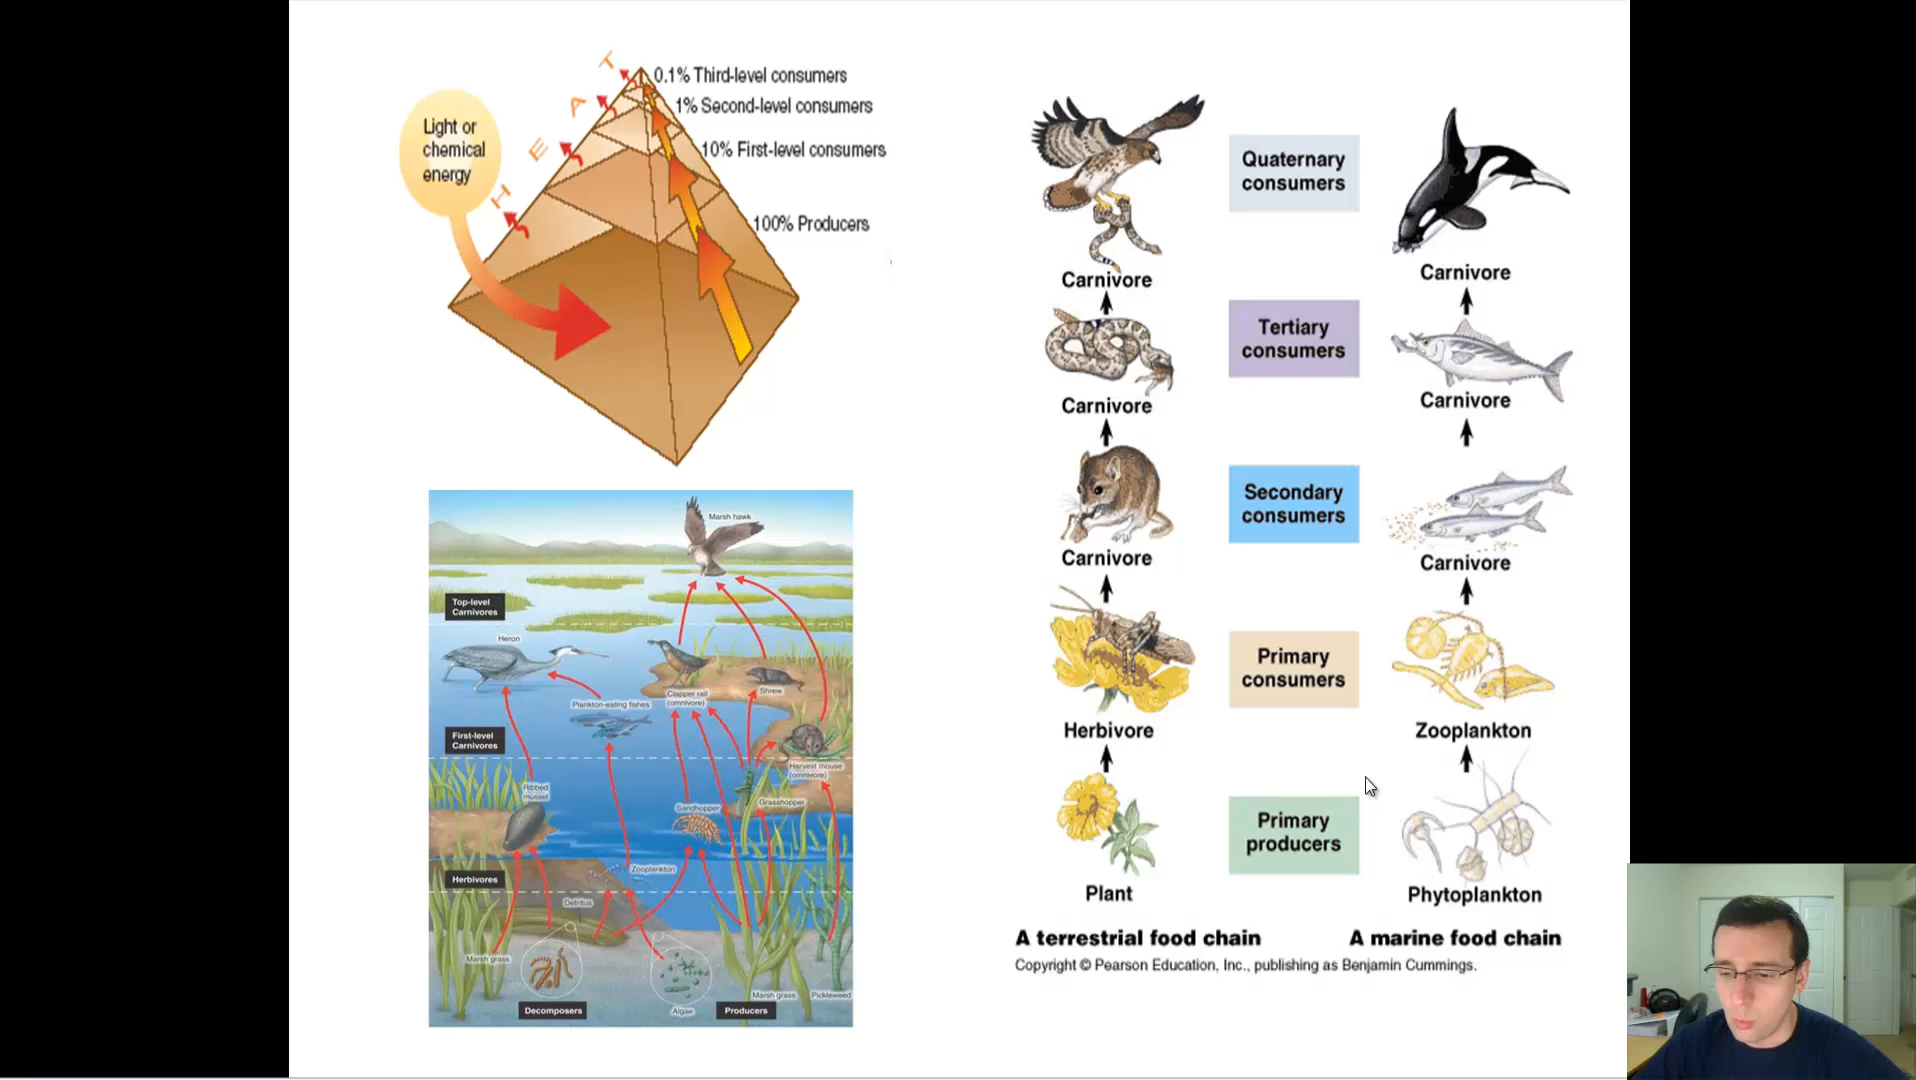 0.1% Third-level consumers
1% Second-level consumers
10% First-level consumers
100% Producers
Light or
chemical
energy
H E A T
Marsh hawk
Top-level
Carnivores
Heron
Clapper rail
(omnivore)
Shrew
Plankton-eating fishes
First-level
Carnivores
Harvest mouse
(omnivore)
Ribbed
mussel
Sandhopper
Grasshopper
Zooplankton
Herbivores
Detritus
Marsh grass
Marsh grass
Pickleweed
Decomposers
Algae
Producers
Quaternary
consumers
Carnivore
Carnivore
Tertiary
consumers
Carnivore
Carnivore
Secondary
consumers
Carnivore
Carnivore
Primary
consumers
Herbivore
Zooplankton
Primary
producers
Plant
Phytoplankton
A terrestrial food chain
A marine food chain
Copyright © Pearson Education, Inc., publishing as Benjamin Cummings.